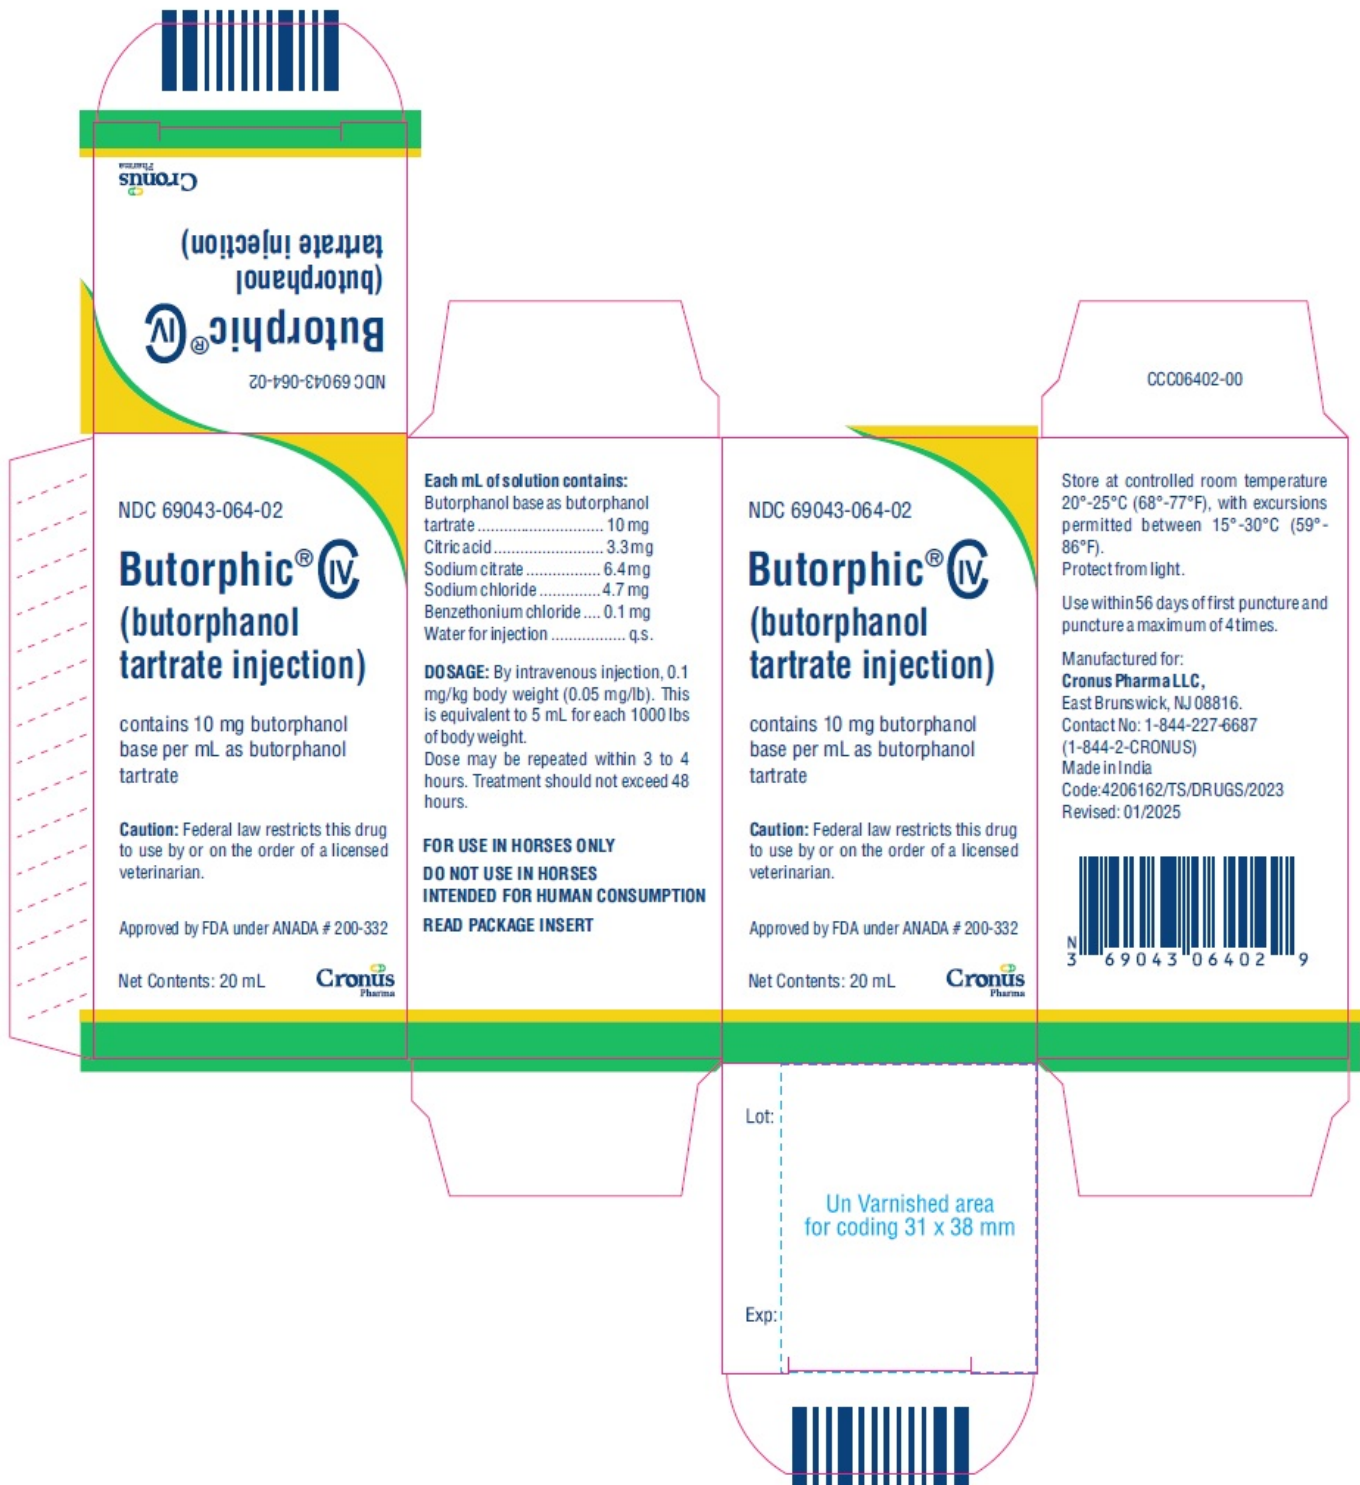 Cronus
Pharma
Butorphic® CIV
(butorphanol
tartrate injection)
NDC 69043-064-02
NDC 69043-064-02
Butorphic® CIV
(butorphanol
tartrate injection)
contains 10 mg butorphanol
base per mL as butorphanol
tartrate
Caution: Federal law restricts this drug
to use by or on the order of a licensed
veterinarian.
Approved by FDA under ANADA # 200-332
Net Contents: 20 mL
Cronus
Pharma
Each mL of solution contains:
Butorphanol base as butorphanol
tartrate ............................. 10 mg
Citric acid ......................... 3.3 mg
Sodium citrate ................. 6.4 mg
Sodium chloride .............. 4.7 mg
Benzethonium chloride .... 0.1 mg
Water for injection ................. q.s.
DOSAGE: By intravenous injection, 0.1
mg/kg body weight (0.05 mg/lb). This
is equivalent to 5 mL for each 1000 lbs
of body weight.
Dose may be repeated within 3 to 4
hours. Treatment should not exceed 48
hours.
FOR USE IN HORSES ONLY
DO NOT USE IN HORSES
INTENDED FOR HUMAN CONSUMPTION
READ PACKAGE INSERT
NDC 69043-064-02
Butorphic® CIV
(butorphanol
tartrate injection)
contains 10 mg butorphanol
base per mL as butorphanol
tartrate
Caution: Federal law restricts this drug
to use by or on the order of a licensed
veterinarian.
Approved by FDA under ANADA # 200-332
Net Contents: 20 mL
Cronus
Pharma
CCC06402-00
Store at controlled room temperature
20°-25°C (68°-77°F), with excursions
permitted between 15°-30°C (59°-
86°F).
Protect from light.
Use within 56 days of first puncture and
puncture a maximum of 4 times.
Manufactured for:
Cronus Pharma LLC,
East Brunswick, NJ 08816.
Contact No: 1-844-227-6687
(1-844-2-CRONUS)
Made in India
Code:4206162/TS/DRUGS/2023
Revised: 01/2025
N
3 69043 06402 9
Lot:
Un Varnished area
for coding 31 x 38 mm
Exp: